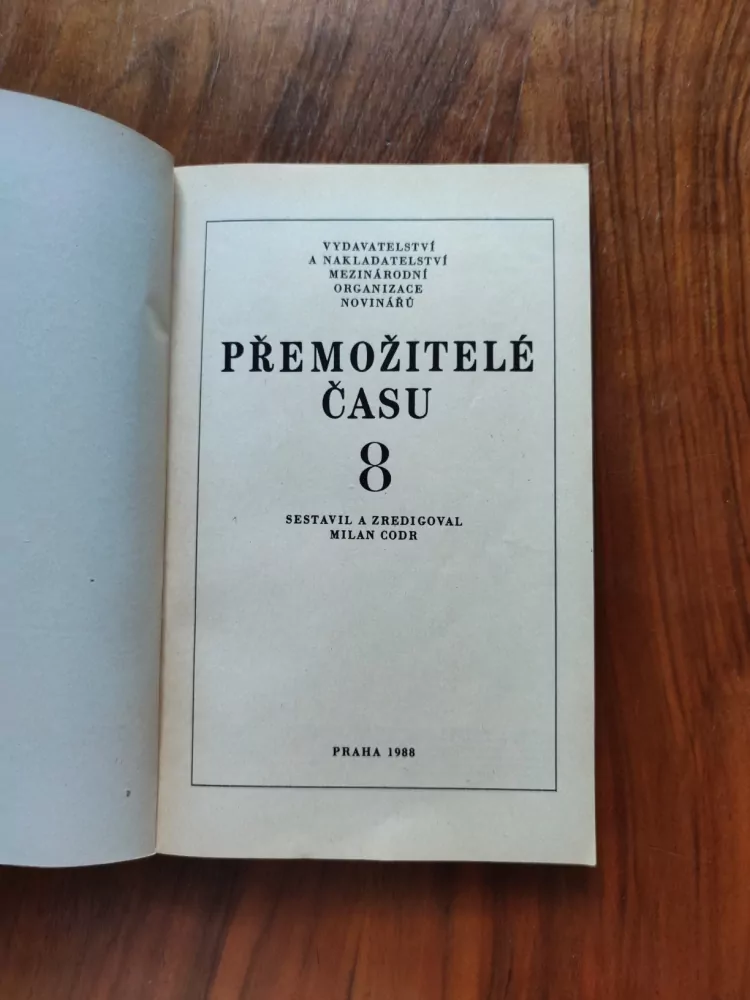 VYDAVATELSTVÍ
A NAKLADATELSTVÍ
MEZINÁRODNÍ
ORGANIZACE
NOVINÁŘŮ
PŘEMOŽITELÉ
ČASU
8
SESTAVIL A ZREDIGOVAL
MILAN CODR
PRAHA 1988